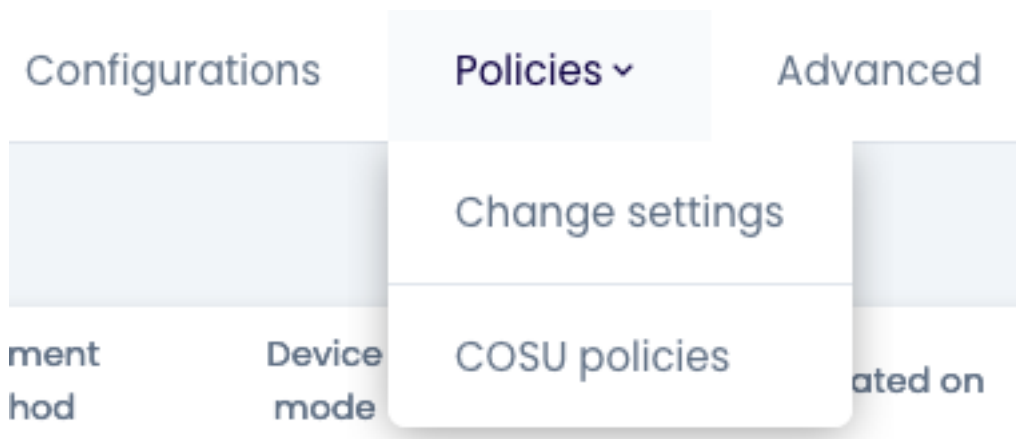 Configurations Policies Advanced
Change settings
COSU policies
ment
hod
Device
mode
ated on